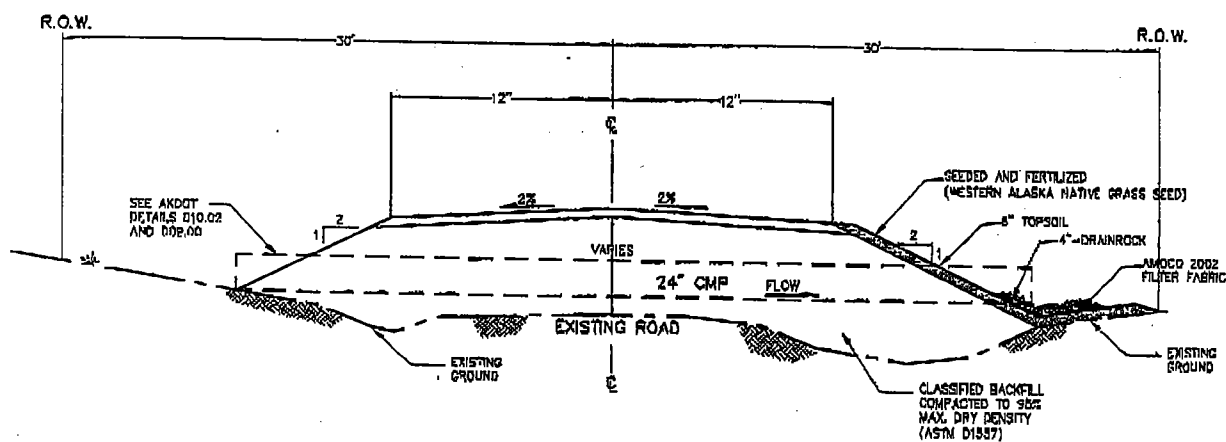 R.O.W.
R.O.W.
30'
30'
12"
12"
℄
SEE AKDOT
DETAILS D10.02
AND D02.00
2%
2%
SEEDED AND FERTILIZED
(WESTERN ALASKA NATIVE GRASS SEED)
2
1
2
1
TOPSOIL
4" DRAINROCK
VARIES
AMOCO 2002
FILTER FABRIC
24" CMP
FLOW
EXISTING ROAD
EXISTING
GROUND
EXISTING
GROUND
℄
CLASSIFIED BACKFILL
COMPACTED TO 95%
MAX. DRY DENSITY
(ASTM D1557)